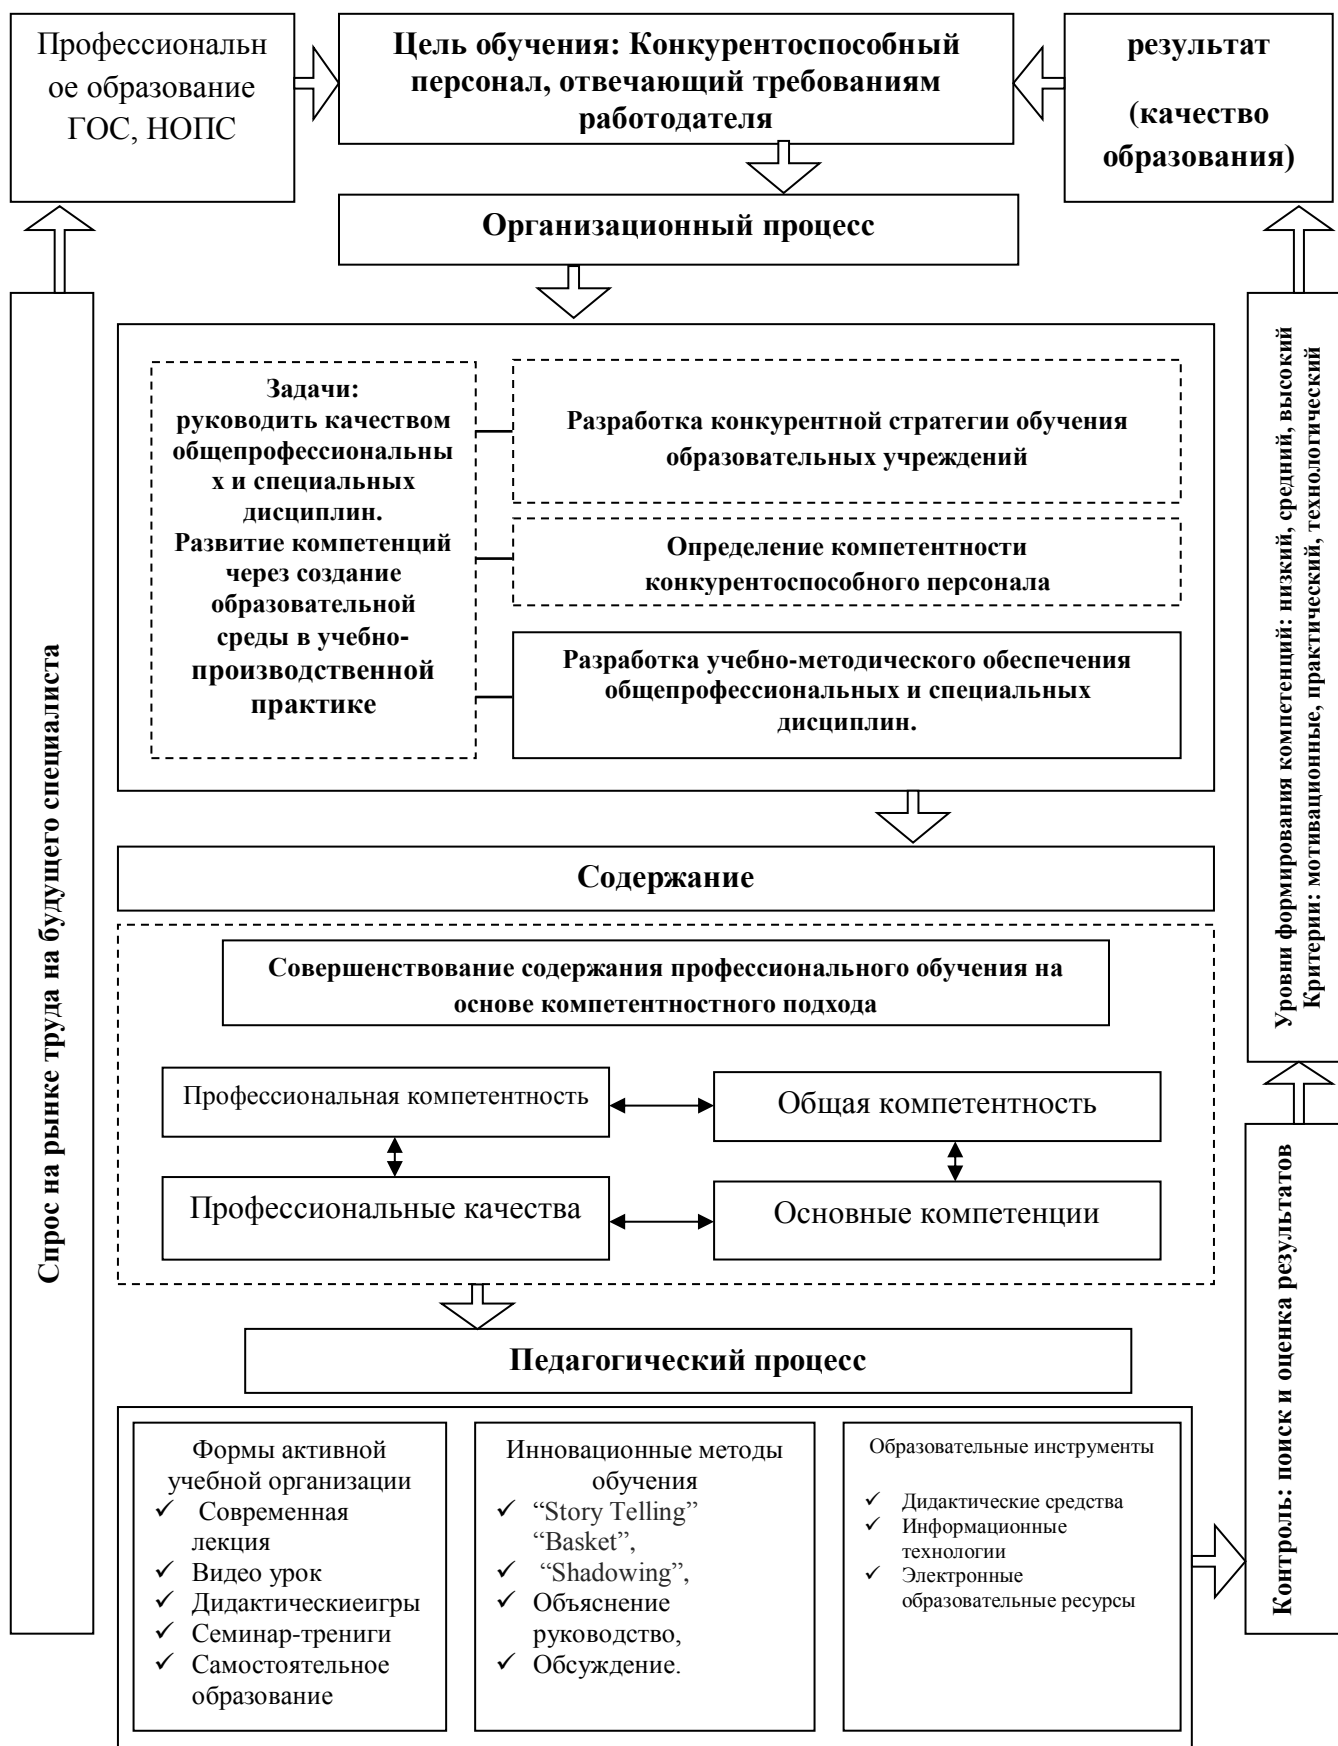 Профессиональн
ое образование
ГОС, НОПС
Цель обучения: Конкурентоспособный
персонал, отвечающий требованиям
работодателя
результат
(качество
образования)
Организационный процесс
Спрос на рынке труда на будущего специалиста
Задачи:
руководить качеством
общепрофессиональны
х и специальных
дисциплин.
Развитие компетенций
через создание
образовательной
среды в учебно-
производственной
практике
Разработка конкурентной стратегии обучения
образовательных учреждений
Определение компетентности
конкурентоспособного персонала
Разработка учебно-методического обеспечения
общепрофессиональных и специальных
дисциплин.
Уровни формирования компетенций: низкий, средний, высокий
Критерии: мотивационные, практический, технологический
Содержание
Совершенствование содержания профессионального обучения на
основе компетентностного подхода
Профессиональная компетентность
Общая компетентность
Профессиональные качества
Основные компетенции
Педагогический процесс
Формы активной
учебной организации
✓ Современная
лекция
✓ Видео урок
✓ Дидактическиеигры
✓ Семинар-трениги
✓ Самостоятельное
образование
Инновационные методы
обучения
✓ “Story Telling”
“Basket”,
✓ “Shadowing”,
✓ Объяснение
руководство,
✓ Обсуждение.
Образовательные инструменты
✓ Дидактические средства
✓ Информационные
технологии
✓ Электронные
образовательные ресурсы
Контроль: поиск и оценка результатов